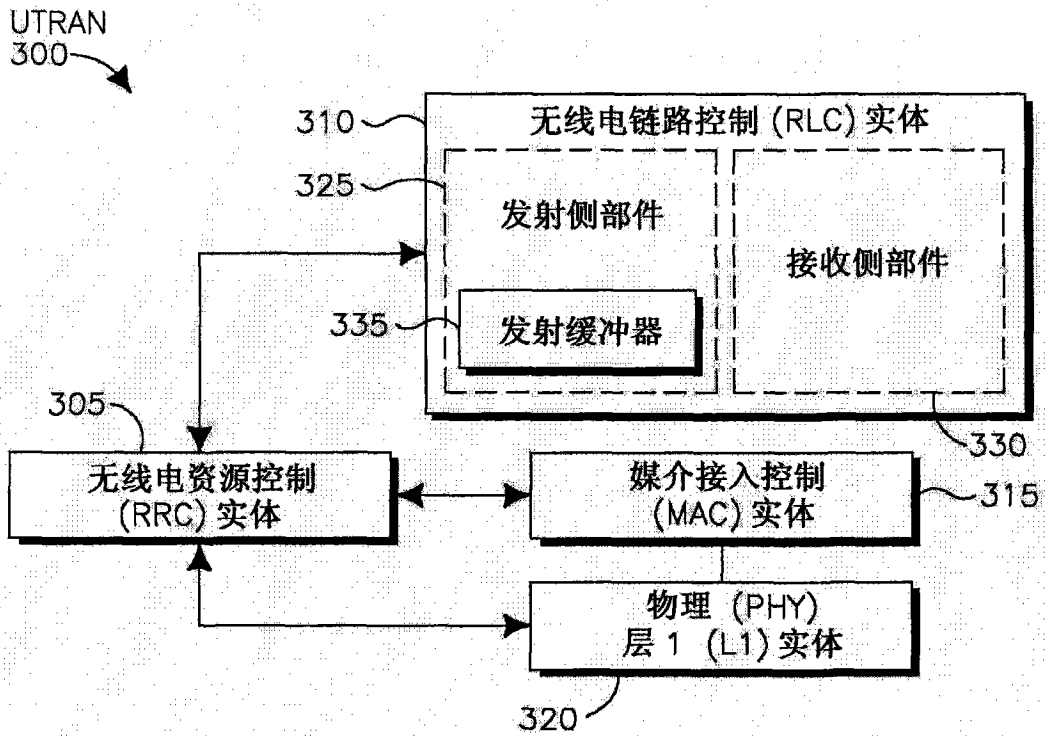 UTRAN
300
310
无线电链路控制 (RLC) 实体
325
发射侧部件
接收侧部件
335
发射缓冲器
305
330
无线电资源控制
(RRC) 实体
媒介接入控制
(MAC) 实体
315
物理 (PHY)
层1 (L1) 实体
320